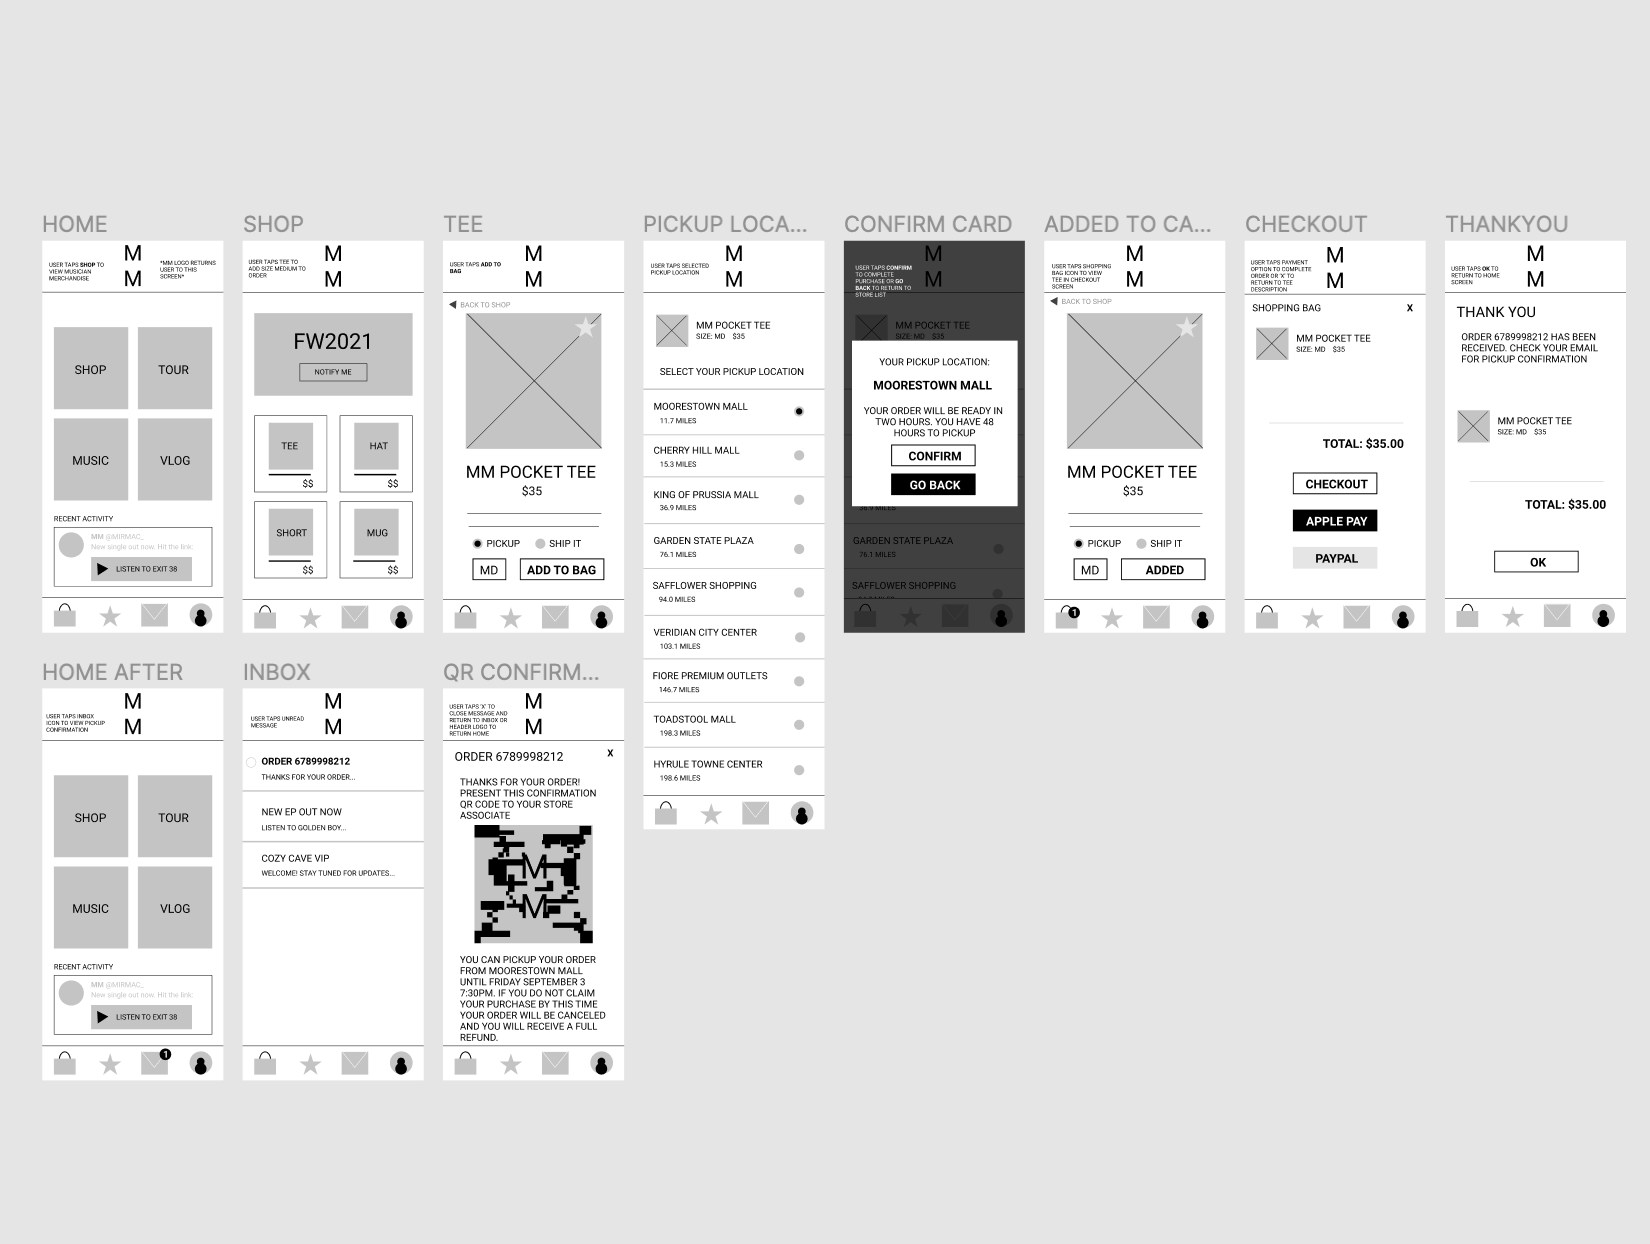 HOME
USER TAPS SHOP TO
VIEW MUSICIAN
MERCHANDISE
M
M
*MM LOGO RETURNS
USER TO THIS
SCREEN*
SHOP
TOUR
MUSIC
VLOG
RECENT ACTIVITY
MM @MIRMAC_
New single out now. Hit the link:
LISTEN TO EXIT 38
SHOP
USER TAPS TEE TO
ADD SIZE MEDIUM TO
ORDER
M
M
FW2021
NOTIFY ME
TEE
HAT
$$
$$
SHORT
MUG
$$
$$
TEE
USER TAPS ADD TO
BAG
M
M
BACK TO SHOP
MM POCKET TEE
$35
PICKUP
SHIP IT
MD
ADD TO BAG
PICKUP LOCA...
USER TAPS SELECTED
PICKUP LOCATION
M
M
MM POCKET TEE
SIZE: MD $35
SELECT YOUR PICKUP LOCATION
MOORESTOWN MALL
11.7 MILES
CHERRY HILL MALL
15.3 MILES
KING OF PRUSSIA MALL
36.9 MILES
GARDEN STATE PLAZA
76.1 MILES
SAFFLOWER SHOPPING
94.0 MILES
VERIDIAN CITY CENTER
103.1 MILES
FIORE PREMIUM OUTLETS
146.7 MILES
TOADSTOOL MALL
198.3 MILES
HYRULE TOWNE CENTER
198.6 MILES
CONFIRM CARD
USER TAPS CONFIRM
TO COMPLETE
PURCHASE OR GO
BACK TO RETURN TO
STORE LIST
M
M
MM POCKET TEE
SIZE: MD $35
YOUR PICKUP LOCATION:
MOORESTOWN MALL
YOUR ORDER WILL BE READY IN
TWO HOURS. YOU HAVE 48
HOURS TO PICKUP
CONFIRM
GO BACK
36.9 MILES
GARDEN STATE PLAZA
76.1 MILES
SAFFLOWER SHOPPING
ADDED TO CA...
USER TAPS SHOPPING
BAG ICON TO VIEW
TEE IN CHECKOUT
SCREEN
M
M
BACK TO SHOP
MM POCKET TEE
$35
PICKUP
SHIP IT
MD
ADDED
1
CHECKOUT
USER TAPS PAYMENT
OPTION TO COMPLETE
ORDER OR 'X' TO
RETURN TO TEE
DESCRIPTION
M
M
SHOPPING BAG
X
MM POCKET TEE
SIZE: MD $35
TOTAL: $35.00
CHECKOUT
APPLE PAY
PAYPAL
THANKYOU
USER TAPS OK TO
RETURN TO HOME
SCREEN
M
M
THANK YOU
ORDER 6789998212 HAS BEEN
RECEIVED. CHECK YOUR EMAIL
FOR PICKUP CONFIRMATION
MM POCKET TEE
SIZE: MD $35
TOTAL: $35.00
OK
HOME AFTER
USER TAPS INBOX
ICON TO VIEW PICKUP
CONFIRMATION
M
M
SHOP
TOUR
MUSIC
VLOG
RECENT ACTIVITY
MM @MIRMAC_
New single out now. Hit the link:
LISTEN TO EXIT 38
1
INBOX
USER TAPS UNREAD
MESSAGE
M
M
ORDER 6789998212
THANKS FOR YOUR ORDER...
NEW EP OUT NOW
LISTEN TO GOLDEN BOY...
COZY CAVE VIP
WELCOME! STAY TUNED FOR UPDATES...
QR CONFIRM...
USER TAPS 'X' TO
CLOSE MESSAGE AND
RETURN TO INBOX OR
HEADER LOGO TO
RETURN HOME
M
M
ORDER 6789998212
X
THANKS FOR YOUR ORDER!
PRESENT THIS CONFIRMATION
QR CODE TO YOUR STORE
ASSOCIATE
M
M
YOU CAN PICKUP YOUR ORDER
FROM MOORESTOWN MALL
UNTIL FRIDAY SEPTEMBER 3
7:30PM. IF YOU DO NOT CLAIM
YOUR PURCHASE BY THIS TIME
YOUR ORDER WILL BE CANCELED
AND YOU WILL RECEIVE A FULL
REFUND.